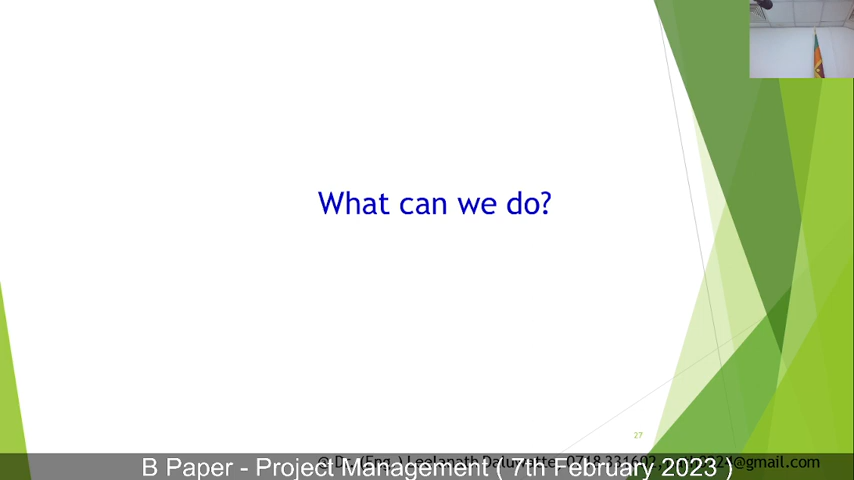 What can we do?
27
B Paper - Project Management ( 7th February 2023 )
@gmail.com